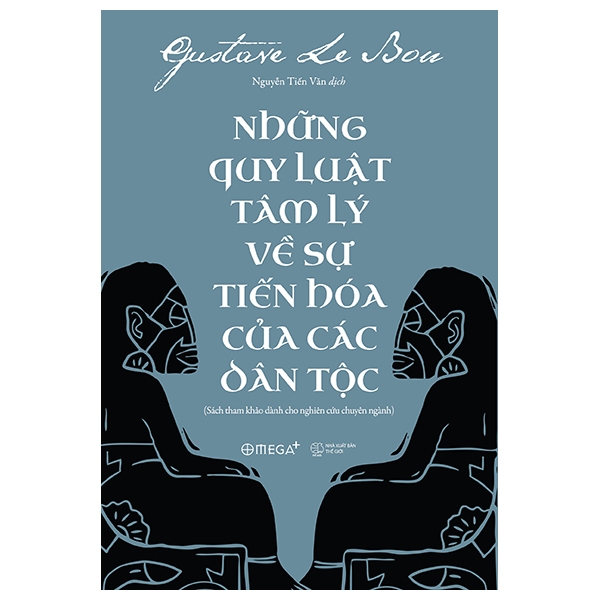 Gustave Le Bon
Nguyễn Tiến Văn dịch
NHỮNG
QUY LUẬT
TÂM LÝ
VỀ SỰ
TIẾN HÓA
CỦA CÁC
DÂN TỘC
(Sách tham khảo dành cho nghiên cứu chuyên ngành)
OMEGA+
NHÀ XUẤT BẢN
THẾ GIỚI